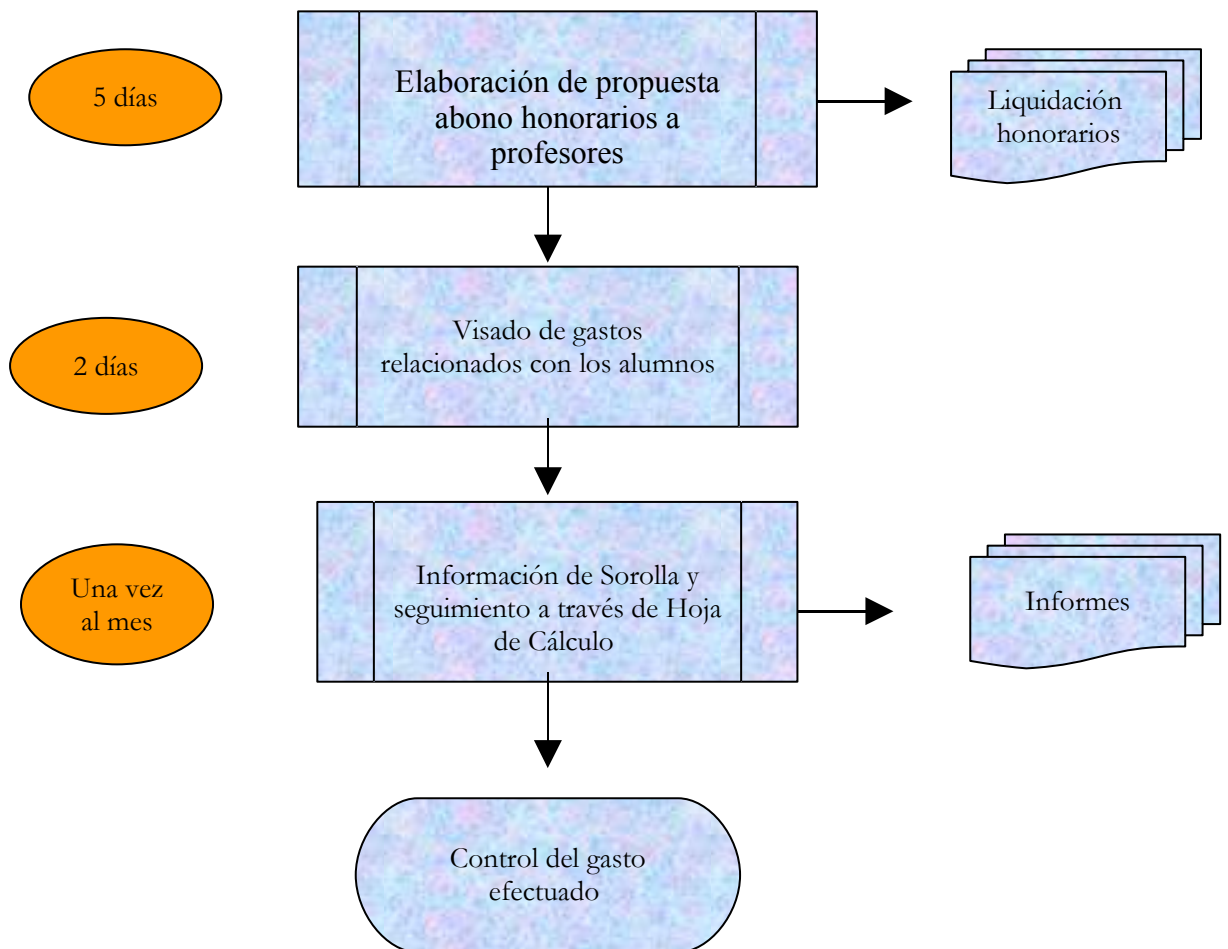 5 días
Elaboración de propuesta
abono honorarios a
profesores
Liquidación
honorarios
2 días
Visado de gastos
relacionados con los alumnos
Una vez
al mes
Información de Sorolla y
seguimiento a través de Hoja
de Cálculo
Informes
Control del gasto
efectuado